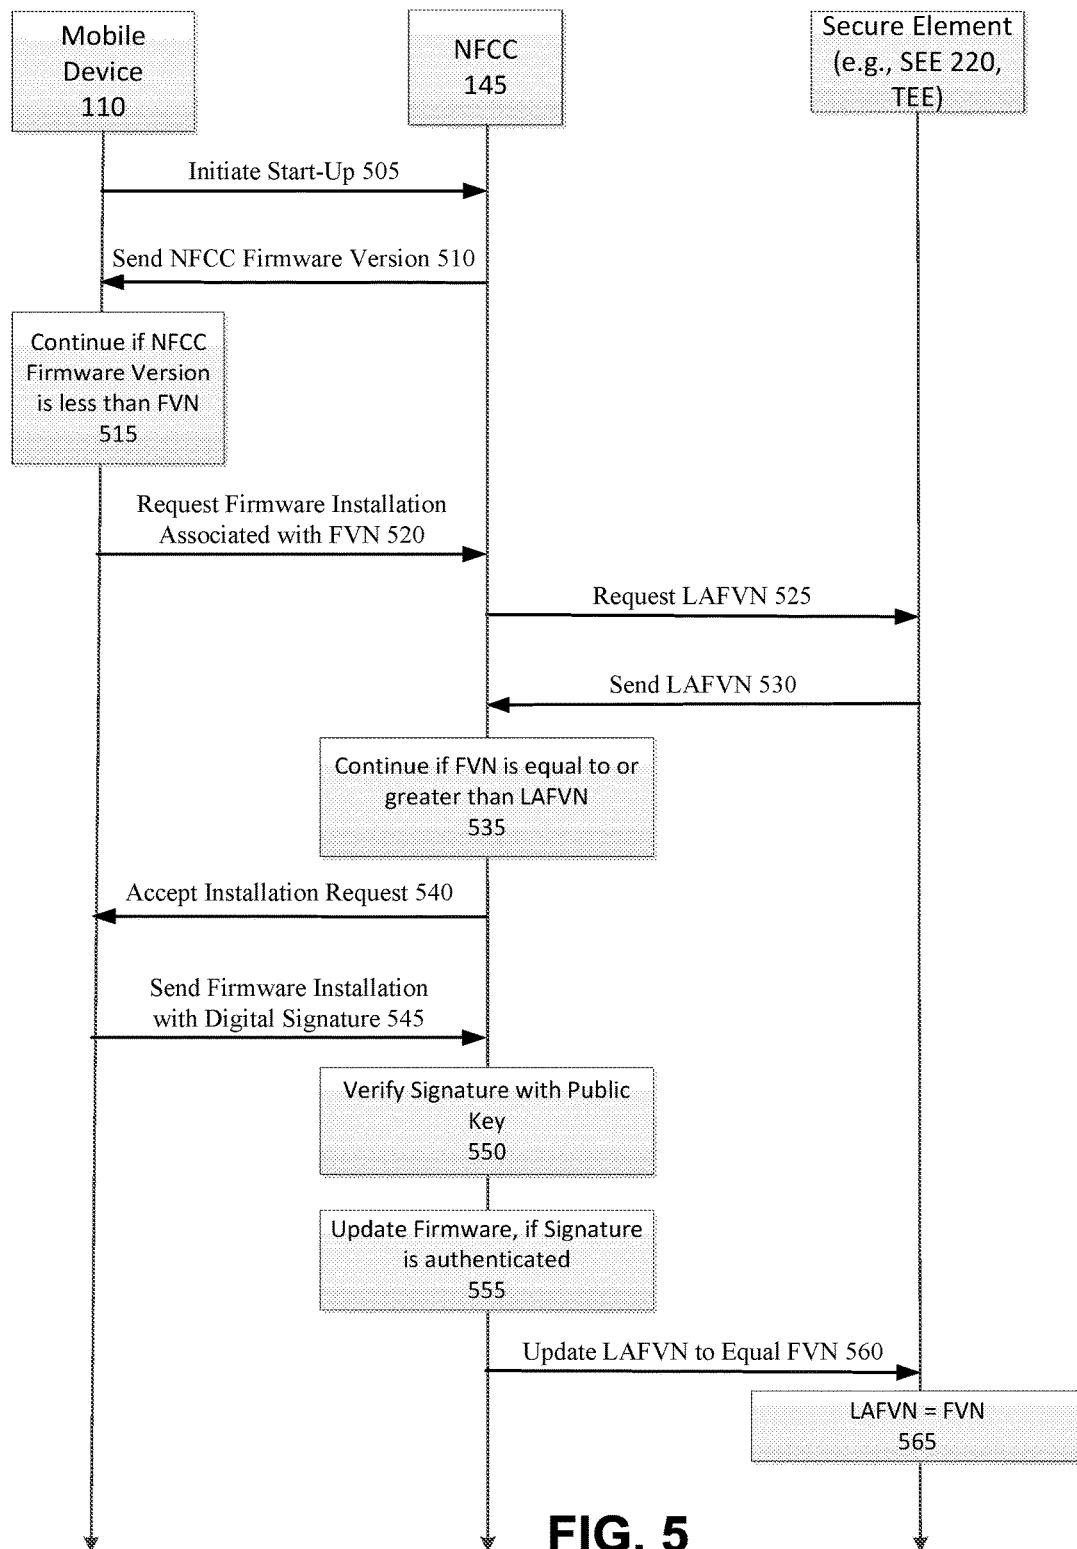 Mobile
Device
110
NFCC
145
Secure Element
(e.g., SEE 220,
TEE)
Initiate Start-Up 505
Send NFCC Firmware Version 510
Continue if NFCC
Firmware Version
is less than FVN
515
Request Firmware Installation
Associated with FVN 520
Request LAFVN 525
Send LAFVN 530
Continue if FVN is equal to or
greater than LAFVN
535
Accept Installation Request 540
Send Firmware Installation
with Digital Signature 545
Verify Signature with Public
Key
550
Update Firmware, if Signature
is authenticated
555
Update LAFVN to Equal FVN 560
LAFVN = FVN
565
FIG. 5